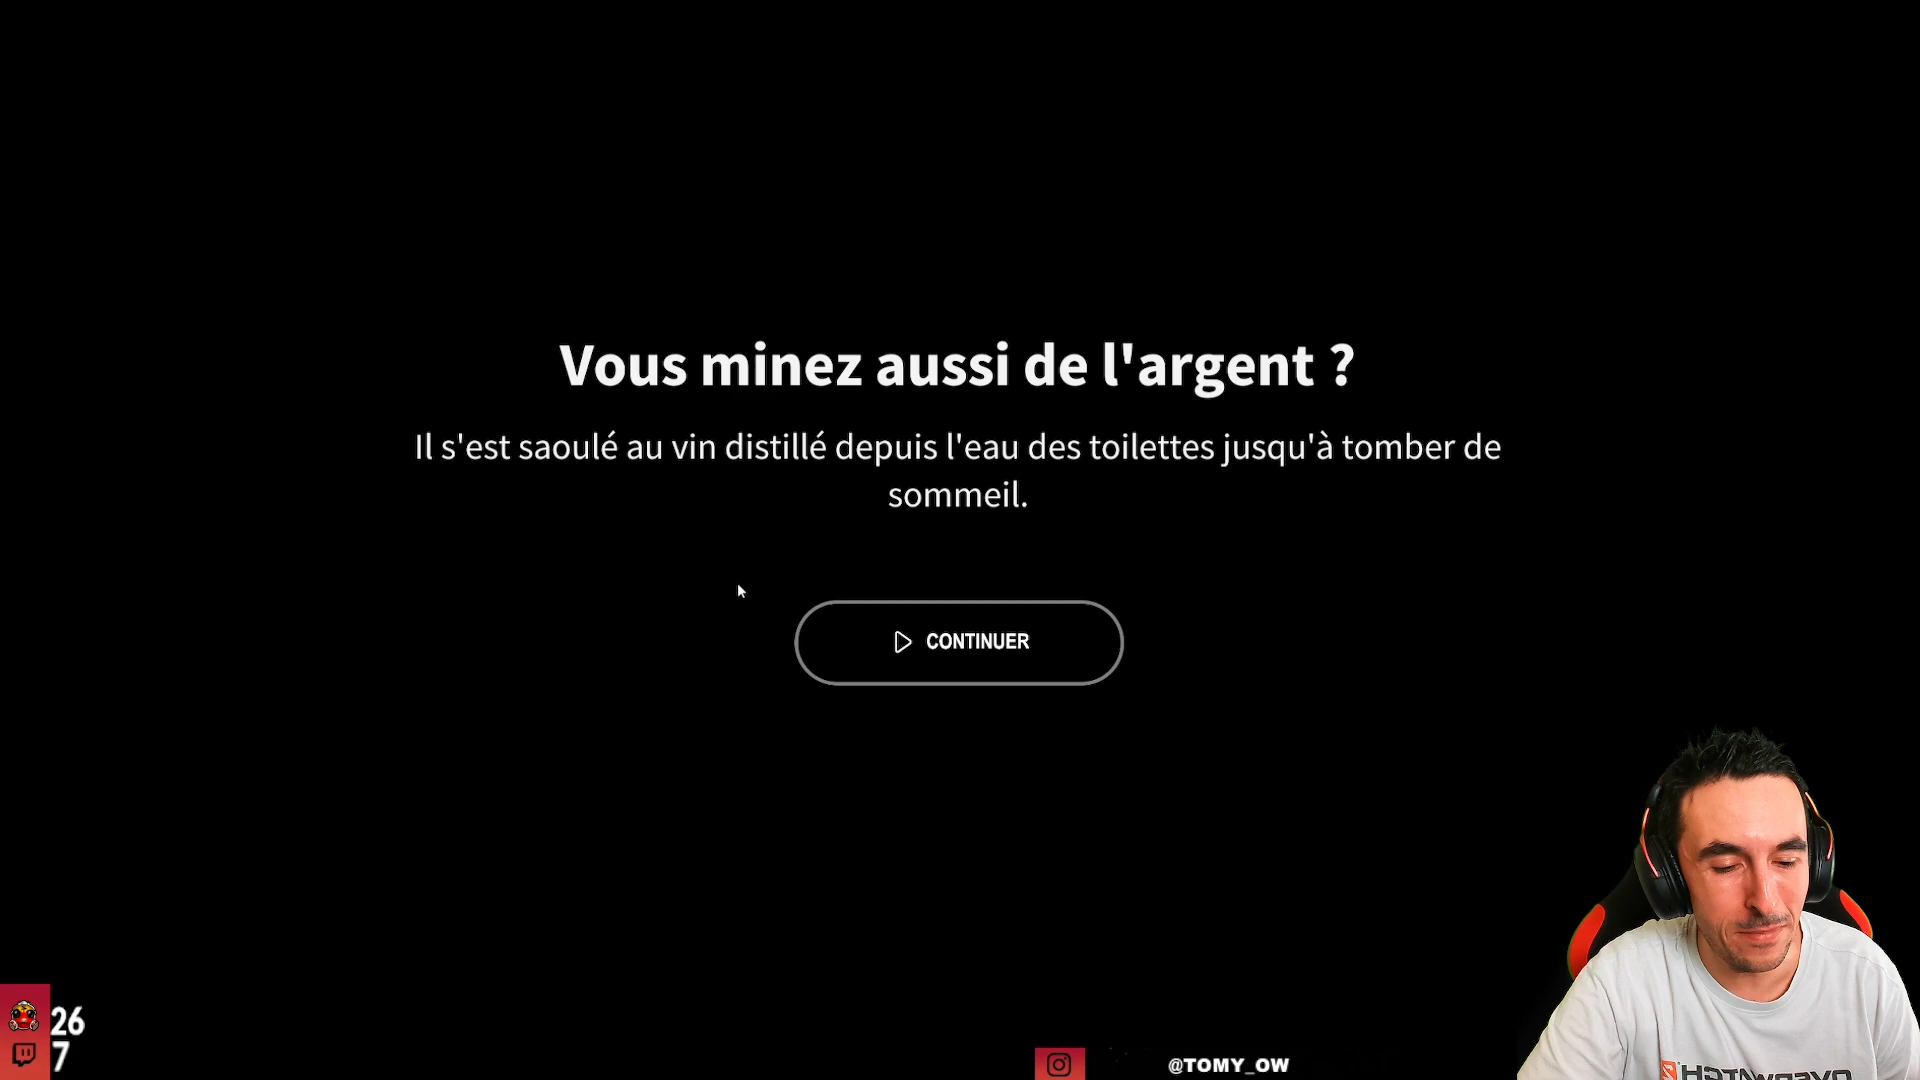 Vous minez aussi de l'argent ?
Il s'est saoulé au vin distillé depuis l'eau des toilettes jusqu'à tomber de
sommeil.
CONTINUER
26
7
@TOMY_OW
OVERWATCH